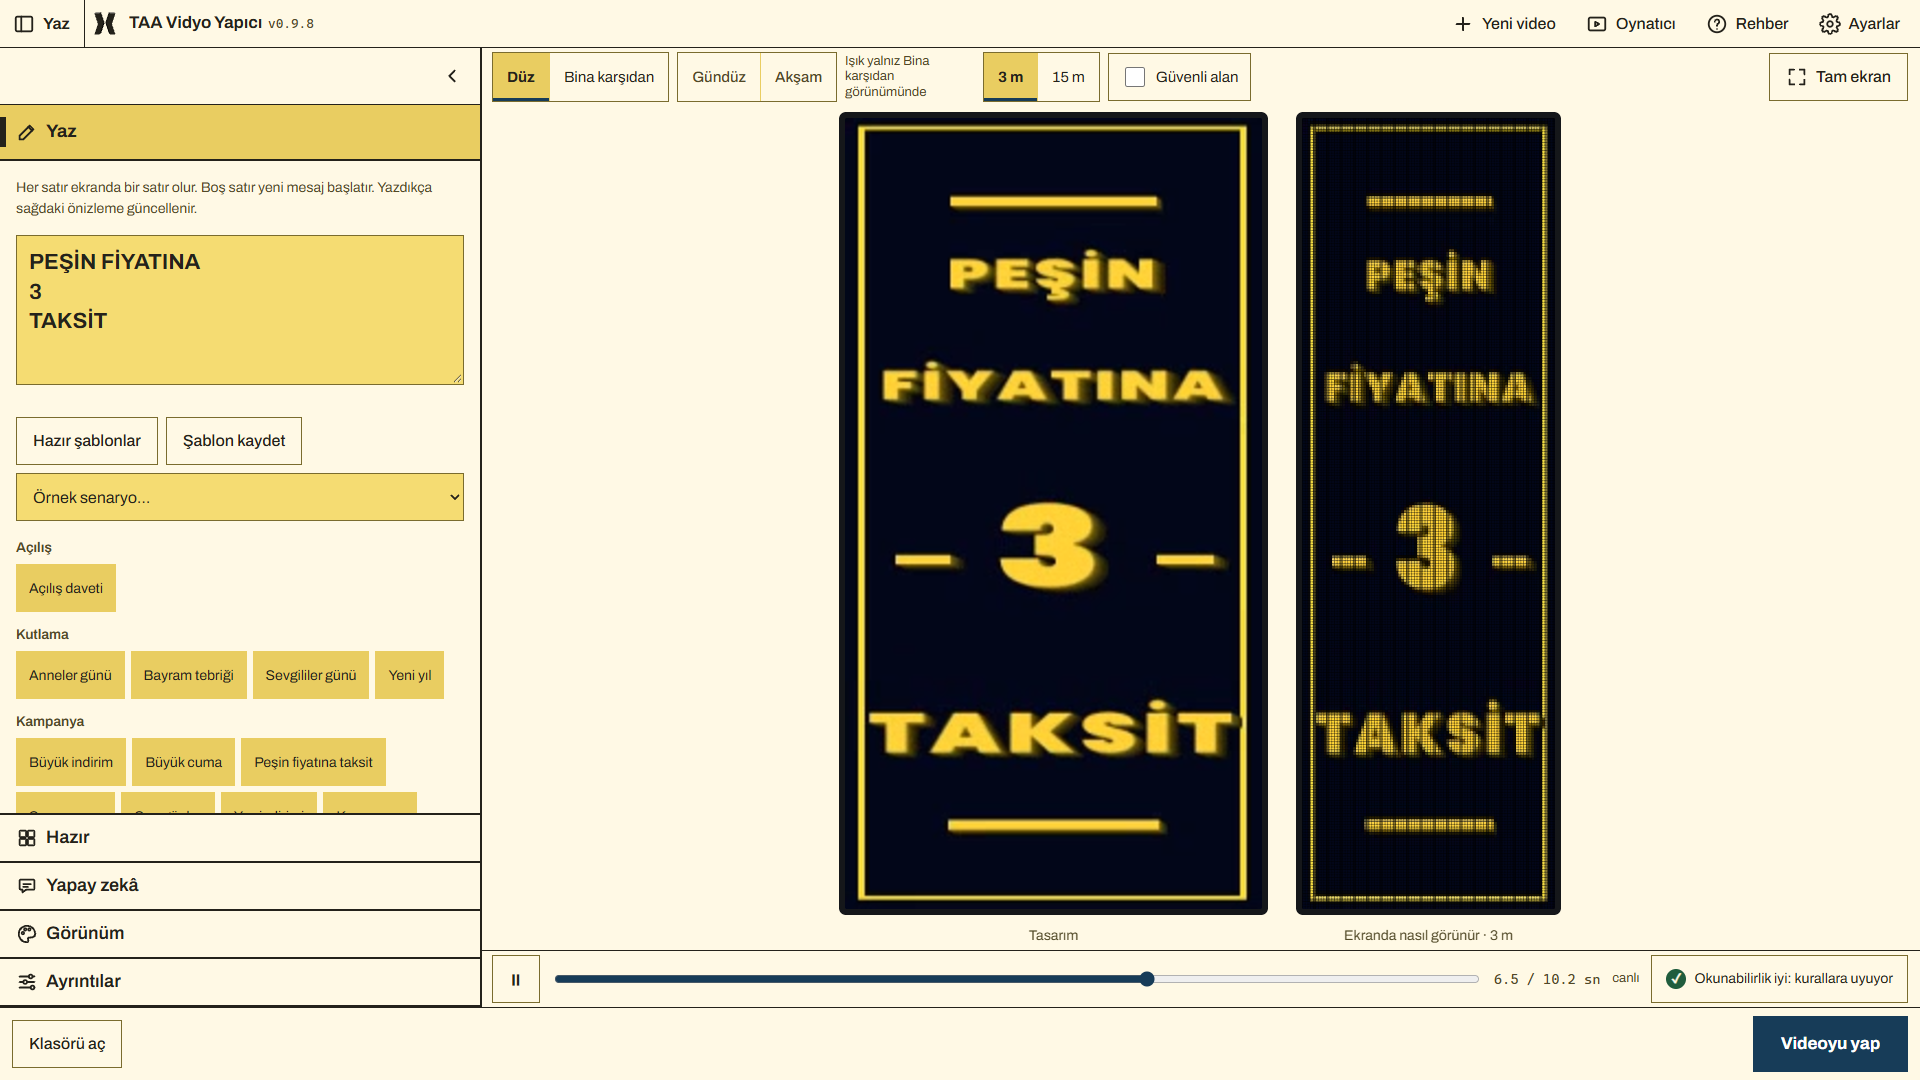 Yaz
TAA Vidyo Yapıcı v0.9.8
Yeni video
Oynatıcı
Rehber
Ayarlar
Düz
Bina karşıdan
Gündüz
Akşam
Işık yalnız Bina
karşıdan
görünümünde
3 m
15 m
Güvenli alan
Tam ekran
Yaz
Her satır ekranda bir satır olur. Boş satır yeni mesaj başlatır. Yazdıkça
sağdaki önizleme güncellenir.
PEŞİN FİYATINA
3
TAKSİT
Hazır şablonlar
Şablon kaydet
Örnek senaryo...
Açılış
Açılış daveti
Kutlama
Anneler günü
Bayram tebriği
Sevgililer günü
Yeni yıl
Kampanya
Büyük indirim
Büyük cuma
Peşin fiyatına taksit
Hazır
Yapay zekâ
Görünüm
Ayrıntılar
PEŞİN
FİYATINA
3
TAKSİT
Tasarım
PEŞİN
FİYATINA
3
TAKSİT
Ekranda nasıl görünür · 3 m
6.5 / 10.2 sn
canlı
Okunabilirlik iyi: kurallara uyuyor
Klasörü aç
Videoyu yap